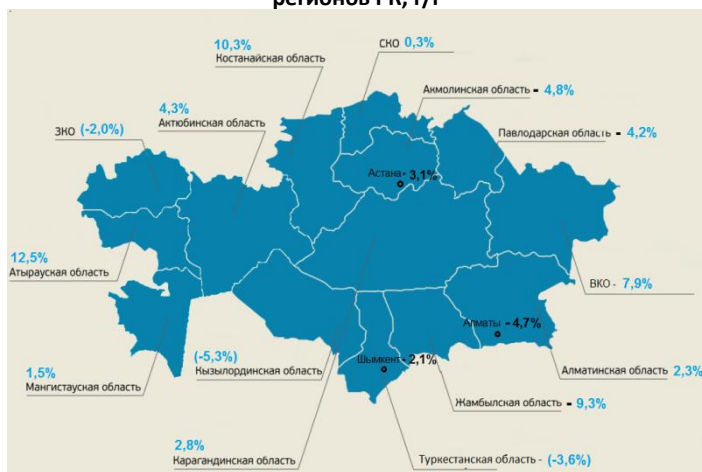 регионов РК, г/г
10,3%
Костанайская область
СКО 0,3%
Акмолинская область - 4,8%
4,3%
Актюбинская область
ЗКО (-2,0%)
Павлодарская область - 4,2%
Астана - 3,1%
12,5%
Атырауская область
ВКО - 7,9%
Алматы - 4,7%
(-5,3%)
Кызылординская область
Шымкент - 2,1%
1,5%
Мангистауская область
Алматинская область 2,3%
Жамбылская область - 9,3%
2,8%
Карагандинская область
Туркестанская область - (-3,6%)